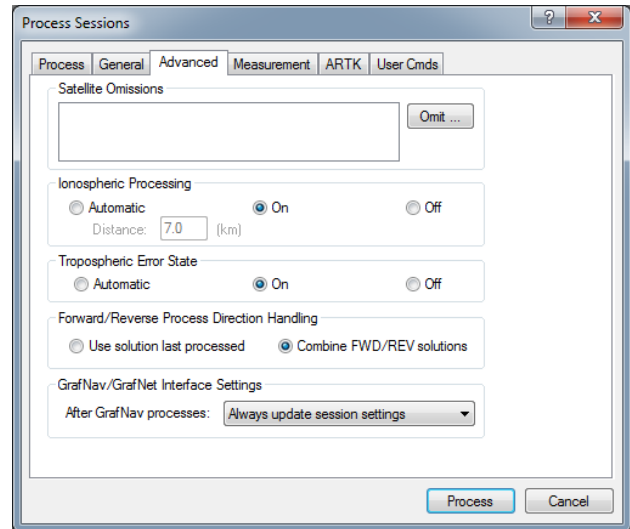 Process Sessions
Process General Advanced Measurement ARTK User Cmds
Satellite Omissions
Omit ...
Ionospheric Processing
Automatic On Off
Distance: 7.0 (km)
Tropospheric Error State
Automatic On Off
Forward/Reverse Process Direction Handling
Use solution last processed Combine FWD/REV solutions
GrafNav/GrafNet Interface Settings
After GrafNav processes: Always update session settings
Process Cancel